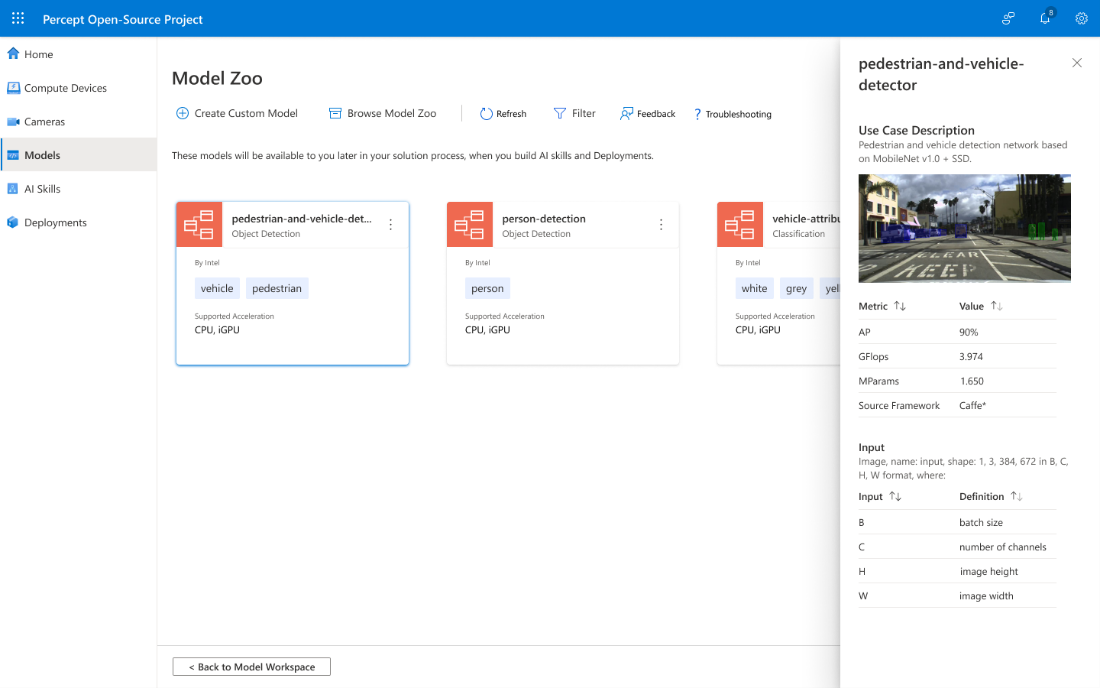 Percept Open-Source Project
8
Home
Compute Devices
Cameras
Models
AI Skills
Deployments
Model Zoo
Create Custom Model
Browse Model Zoo
Refresh
Filter
Feedback
? Troubleshooting
These models will be available to you later in your solution process, when you build AI skills and Deployments.
pedestrian-and-vehicle-det...
Object Detection
By Intel
vehicle
pedestrian
Supported Acceleration
CPU, iGPU
person-detection
Object Detection
By Intel
person
Supported Acceleration
CPU, iGPU
vehicle-attribu
Classification
By Intel
white
grey
yel
Supported Acceleration
CPU, iGPU
< Back to Model Workspace
pedestrian-and-vehicle-
detector
Use Case Description
Pedestrian and vehicle detection network based
on MobileNet v1.0 + SSD.
CLEAR
KEEP
Metric ↑↓ Value ↑↓
AP 90%
GFlops 3.974
MParams 1.650
Source Framework Caffe*
Input
Image, name: input, shape: 1, 3, 384, 672 in B, C,
H, W format, where:
Input ↑↓ Definition ↑↓
B batch size
C number of channels
H image height
W image width